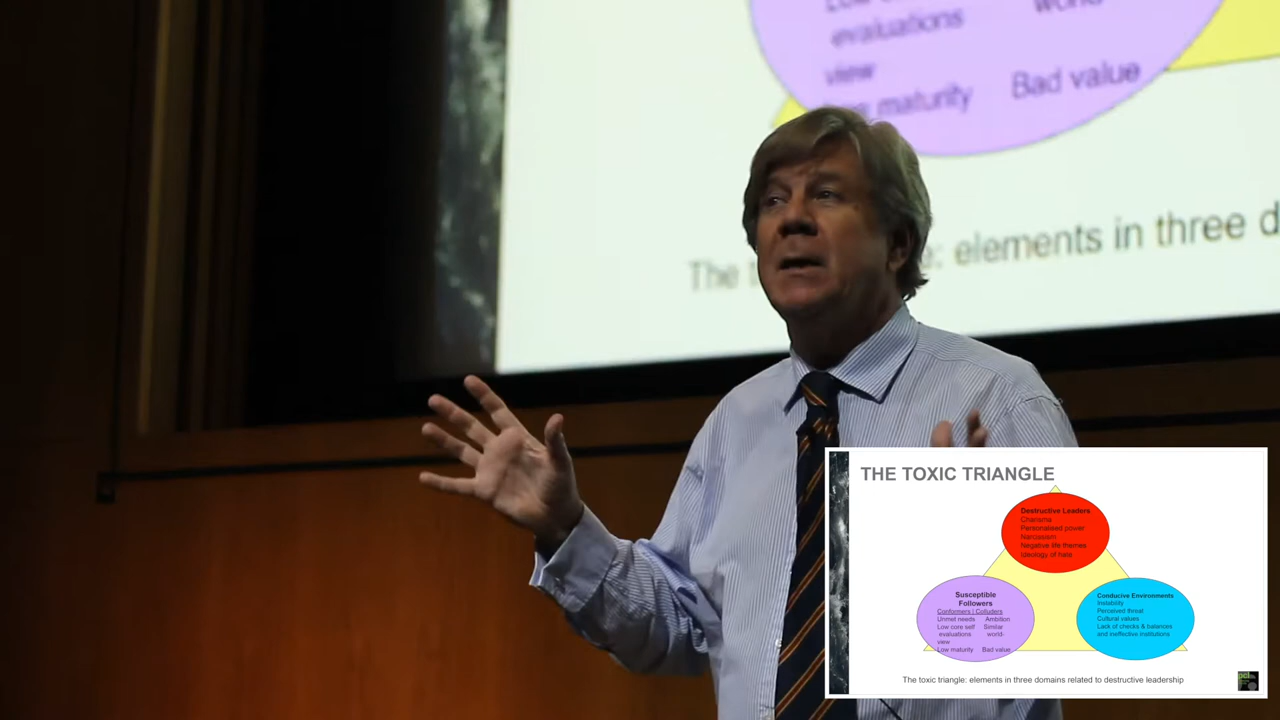 evaluations
view
maturity Bad value
The
: elements in three d
THE TOXIC TRIANGLE
Destructive Leaders
Charisma
Personalised power
Narcissism
Negative life themes
Ideology of hate
Susceptible
Followers
Conformers | Colluders
Unmet needs Ambition
Low core self Similar
evaluations world-
view
Low maturity Bad value
Conducive Environments
Instability
Perceived threat
Cultural values
Lack of checks & balances
and ineffective institutions
The toxic triangle: elements in three domains related to destructive leadership
pci